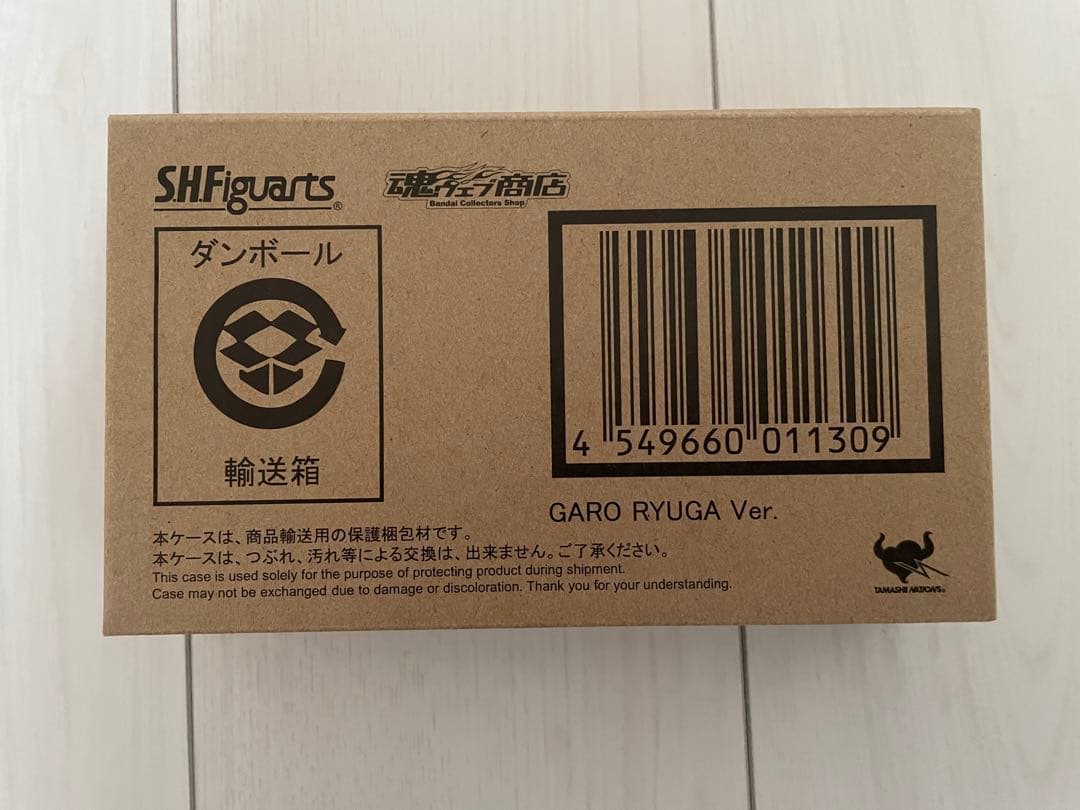 S.H.Figuarts®
魂ウェブ商店
Bandai Collectors Shop
ダンボール
輸送箱
4 549660 011309
GARO RYUGA Ver.
本ケースは、商品輸送用の保護梱包材です。
本ケースは、つぶれ、汚れ等による交換は、出来ません。ご了承ください。
This case is used solely for the purpose of protecting product during shipment.
Case may not be exchanged due to damage or discoloration. Thank you for your understanding.
TAMASHII NATIONS®